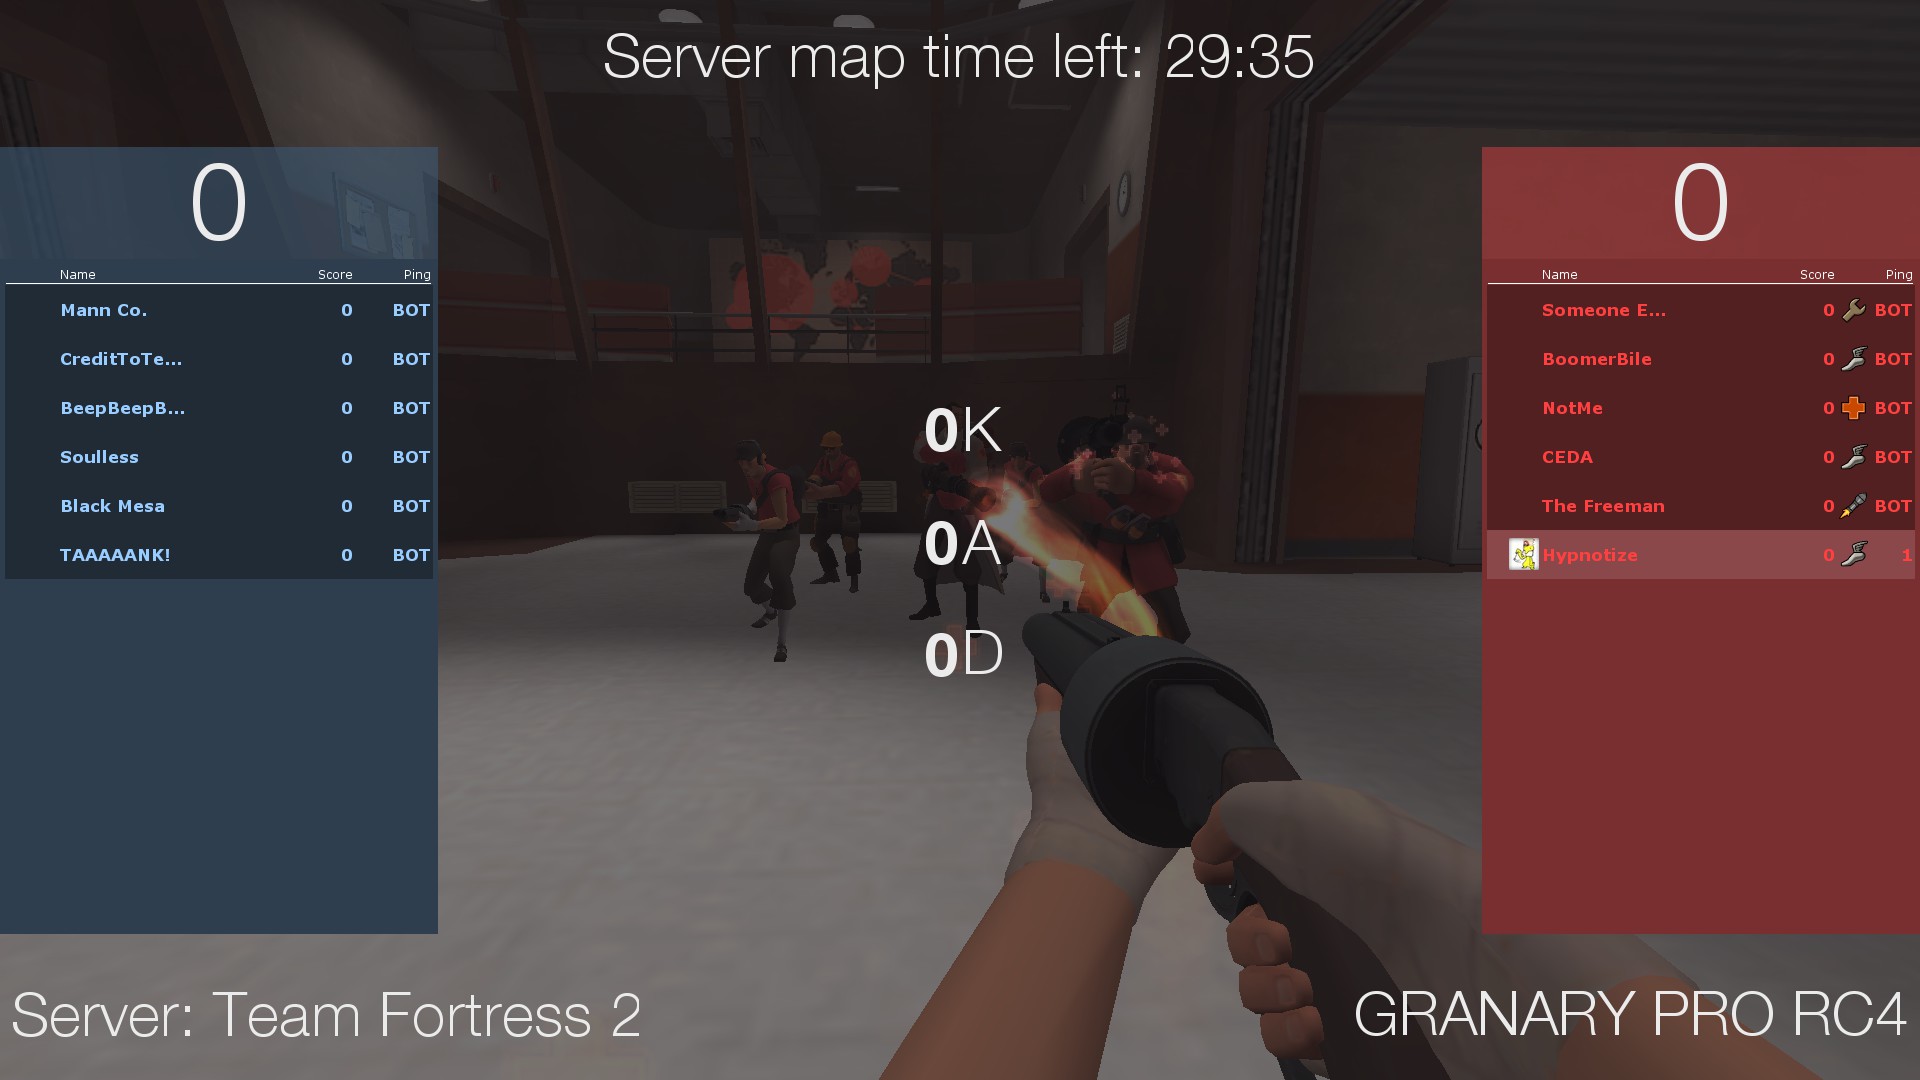 Server map time left: 29:35
0
Name Score Ping
Mann Co. 0 BOT
CreditToTe... 0 BOT
BeepBeepB... 0 BOT
Soulless 0 BOT
Black Mesa 0 BOT
TAAAAANK! 0 BOT
0K
0A
0D
0
Name Score Ping
Someone E... 0 BOT
BoomerBile 0 BOT
NotMe 0 BOT
CEDA 0 BOT
The Freeman 0 BOT
Hypnotize 0 1
Server: Team Fortress 2
GRANARY PRO RC4